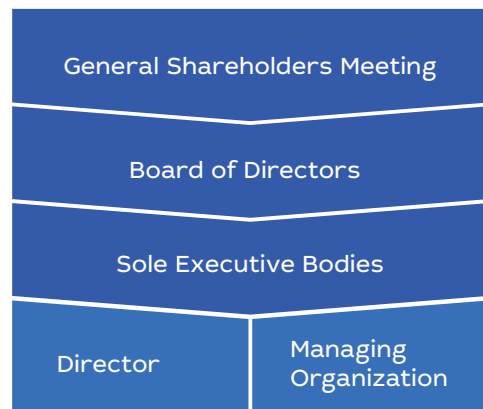 General Shareholders Meeting
Board of Directors
Sole Executive Bodies
Director
Managing
Organization